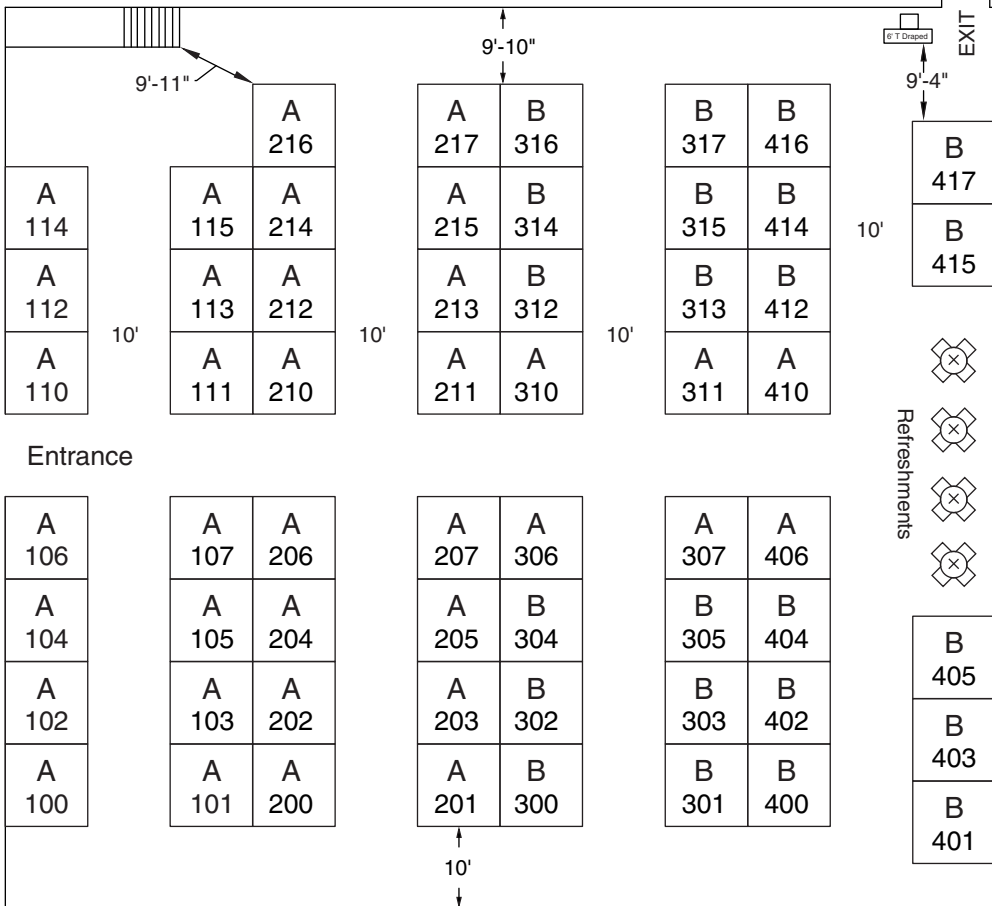 EXIT
6' T Draped
9'-10"
9'-11"
9'-4"
A A B B B
216 217 316 317 416
B
417
A A A A B B B
114 115 214 215 314 315 414
10'
B
415
A A A A B B B
112 113 212 213 312 313 412
10' 10' 10'
A A A A A A A
110 111 210 211 310 311 410
Refreshments
Entrance
A A A A A A A
106 107 206 207 306 307 406
A A A A B B B
104 105 204 205 304 305 404
B
405
A A A A B B B
102 103 202 203 302 303 402
B
403
A A A A B B B
100 101 200 201 300 301 400
B
401
10'